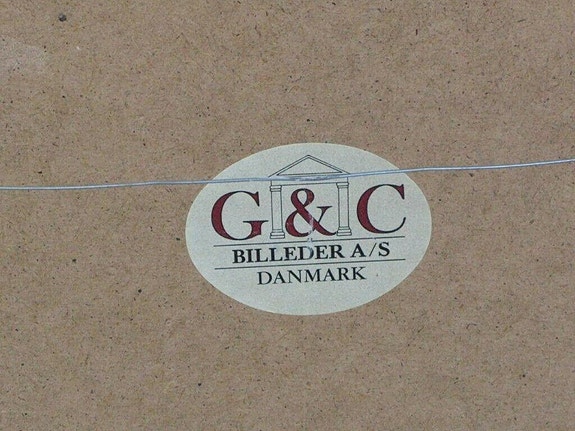 G & C
BILLEDER A/S
DANMARK